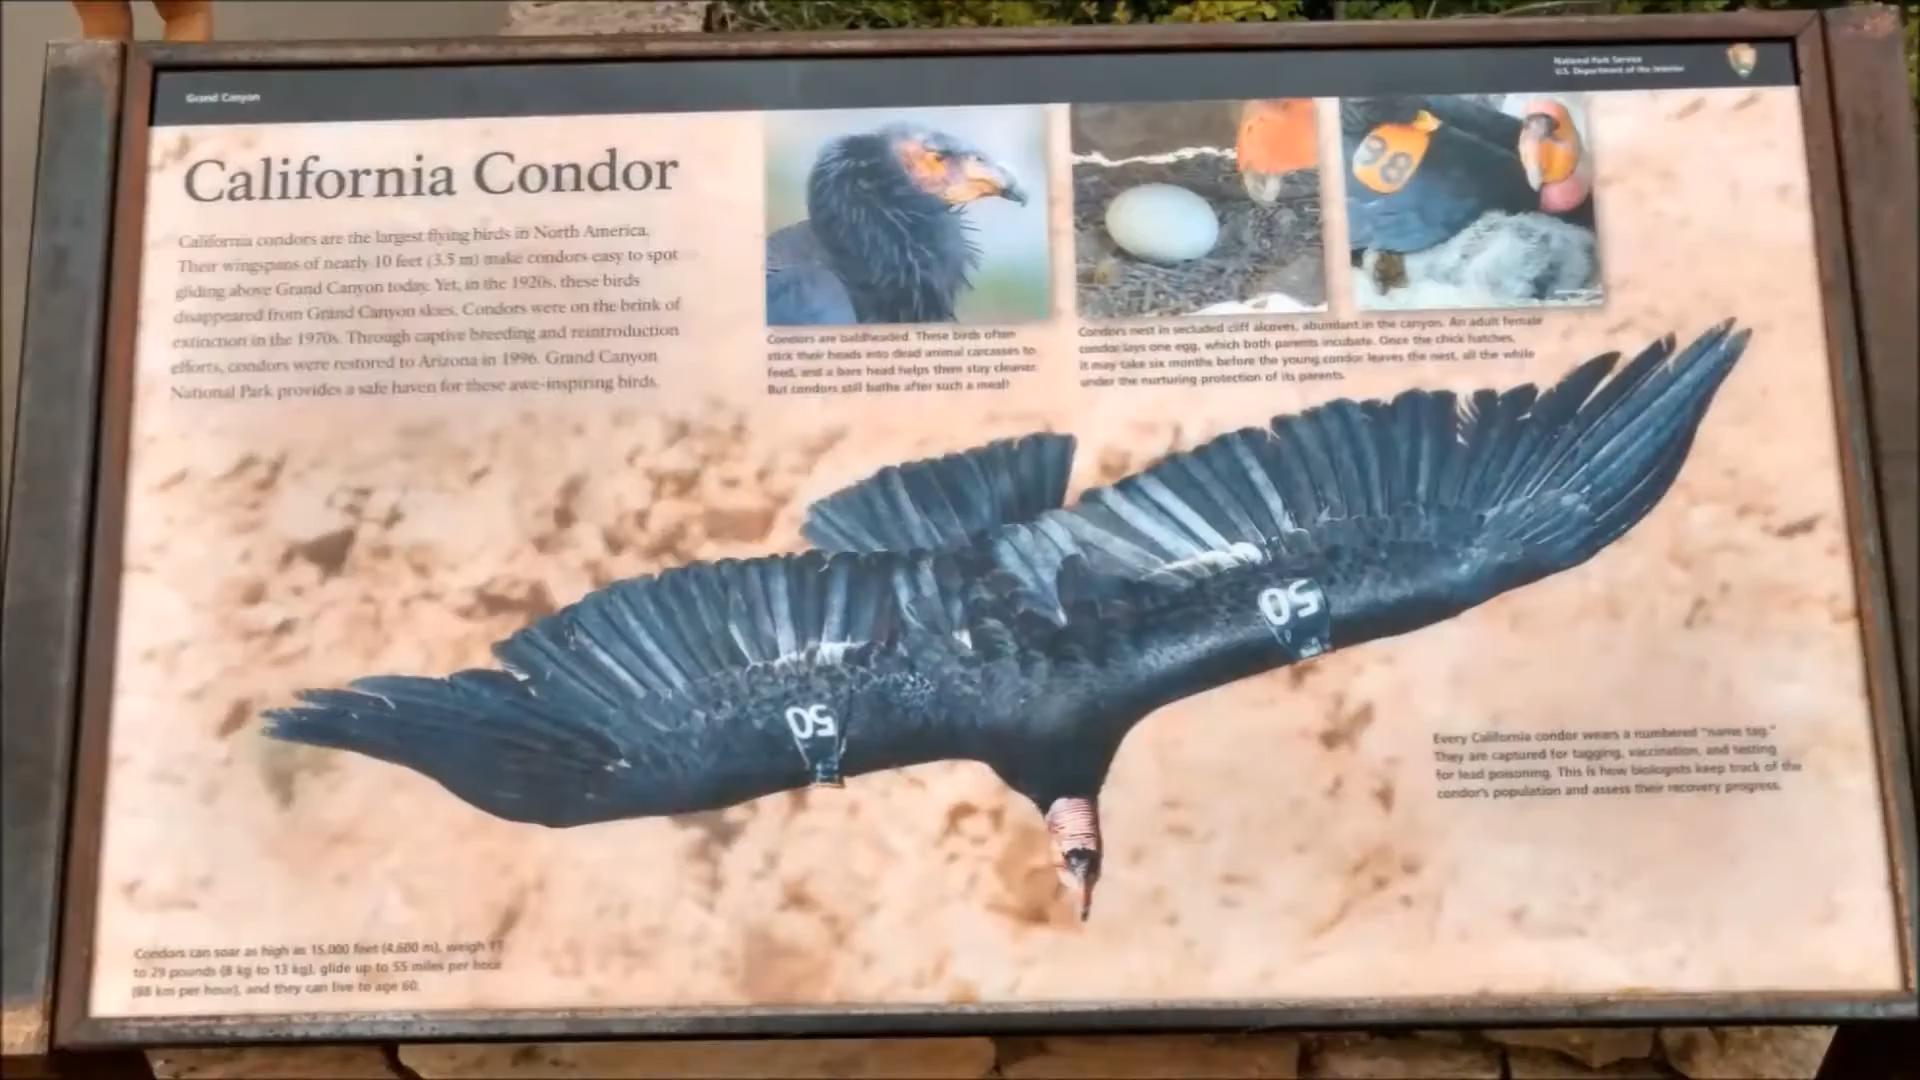 Grand Canyon
National Park Service
U.S. Department of the Interior
California Condor
California condors are the largest flying birds in North America.
Their wingspans of nearly 10 feet (3.5 m) make condors easy to spot
gliding above Grand Canyon today. Yet, in the 1920s, these birds
disappeared from Grand Canyon skies. Condors were on the brink of
extinction in the 1970s. Through captive breeding and reintroduction
efforts, condors were restored to Arizona in 1996. Grand Canyon
National Park provides a safe haven for these awe-inspiring birds.
98
Condors are baldheaded. These birds often
stick their heads into dead animal carcasses to
feed, and a bare head helps them stay cleaner.
But condors still bathe after such a meal!
Condors nest in secluded cliff alcoves, abundant in the canyon. An adult female
condor lays one egg, which both parents incubate. Once the chick hatches,
it may take six months before the young condor leaves the nest, all the while
under the nurturing protection of its parents.
50
50
Every California condor wears a numbered "name tag."
They are captured for tagging, vaccination, and testing
for lead poisoning. This is how biologists keep track of the
condor's population and assess their recovery progress.
Condors can soar as high as 15,000 feet (4,600 m), weigh 17
to 29 pounds (8 kg to 13 kg), glide up to 55 miles per hour
(88 km per hour), and they can live to age 60.